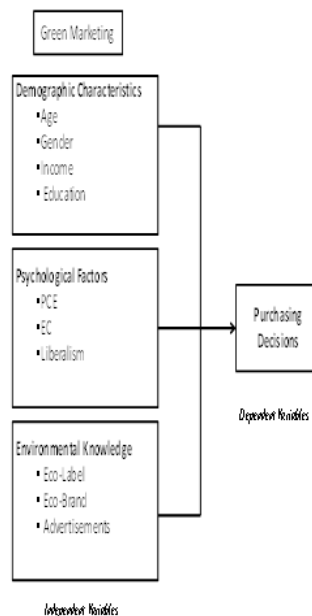 Green Marketing
Demographic Characteristics
▪Age
▪Gender
▪Income
▪Education
Psychological Factors
▪PCE
▪EC
▪Liberalism
Purchasing
Decisions
Dependent Variables
Environmental Knowledge
▪Eco-Label
▪Eco-Brand
▪Advertisements
Independent Variables